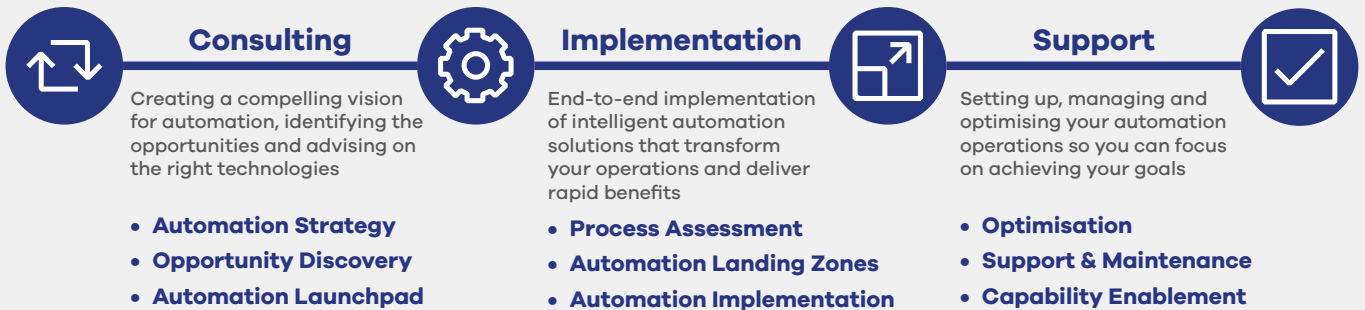 Consulting
Creating a compelling vision
for automation, identifying the
opportunities and advising on
the right technologies
• Automation Strategy
• Opportunity Discovery
• Automation Launchpad
Implementation
End-to-end implementation
of intelligent automation
solutions that transform
your operations and deliver
rapid benefits
• Process Assessment
• Automation Landing Zones
• Automation Implementation
Support
Setting up, managing and
optimising your automation
operations so you can focus
on achieving your goals
• Optimisation
• Support & Maintenance
• Capability Enablement